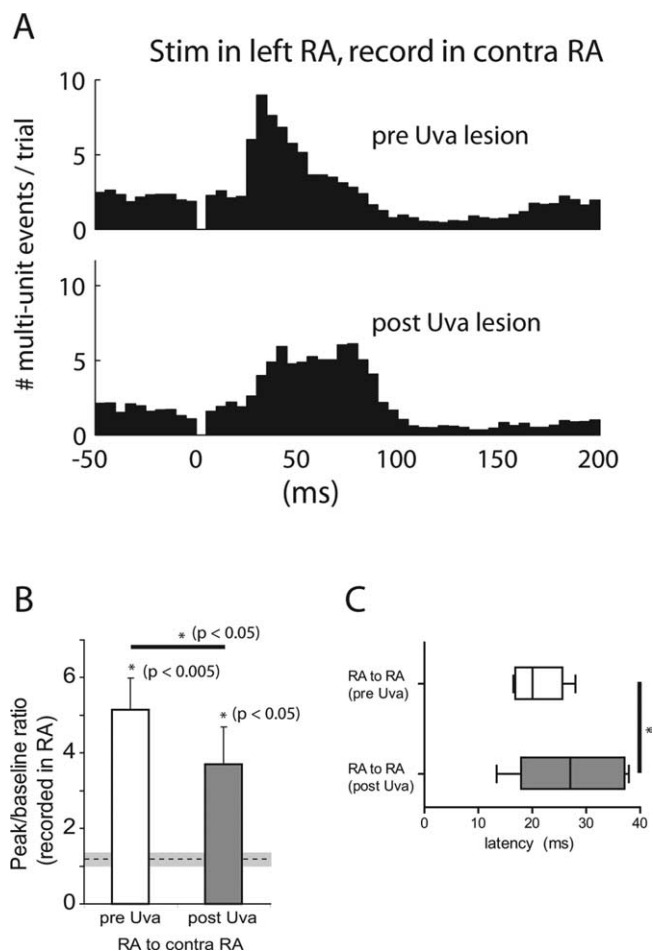 A
Stim in left RA, record in contra RA
# multi-unit events / trial
10
5
0
pre Uva lesion
10
5
0
post Uva lesion
-50 0 50 100 150 200
(ms)
B
Peak/baseline ratio
(recorded in RA)
6
4
2
0
* (p < 0.05)
* (p < 0.005)
* (p < 0.05)
pre Uva post Uva
RA to contra RA
C
RA to RA
(pre Uva)
RA to RA
(post Uva)
*
0 10 20 30 40
latency (ms)